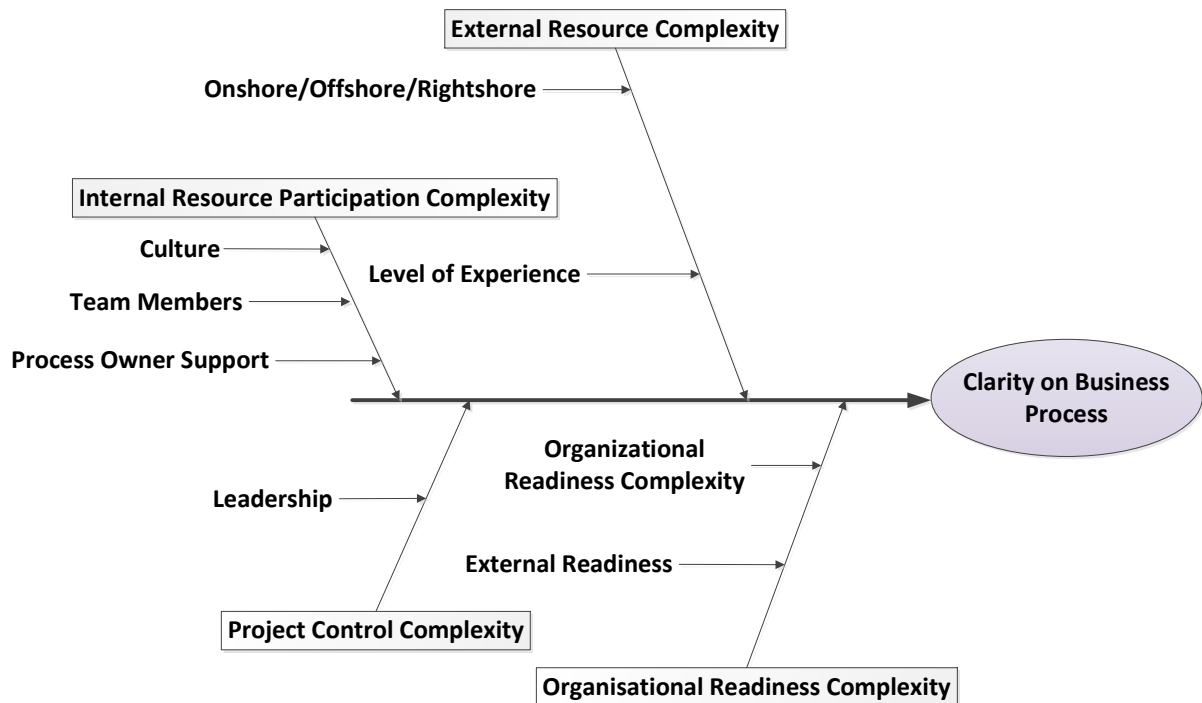 External Resource Complexity
Onshore/Offshore/Rightshore
Internal Resource Participation Complexity
Culture
Level of Experience
Team Members
Process Owner Support
Clarity on Business
Process
Organizational
Readiness Complexity
Leadership
External Readiness
Project Control Complexity
Organisational Readiness Complexity